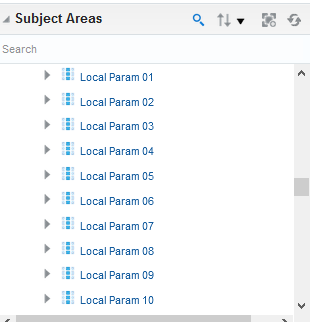 Subject Areas
Search
Local Param 01
Local Param 02
Local Param 03
Local Param 04
Local Param 05
Local Param 06
Local Param 07
Local Param 08
Local Param 09
Local Param 10